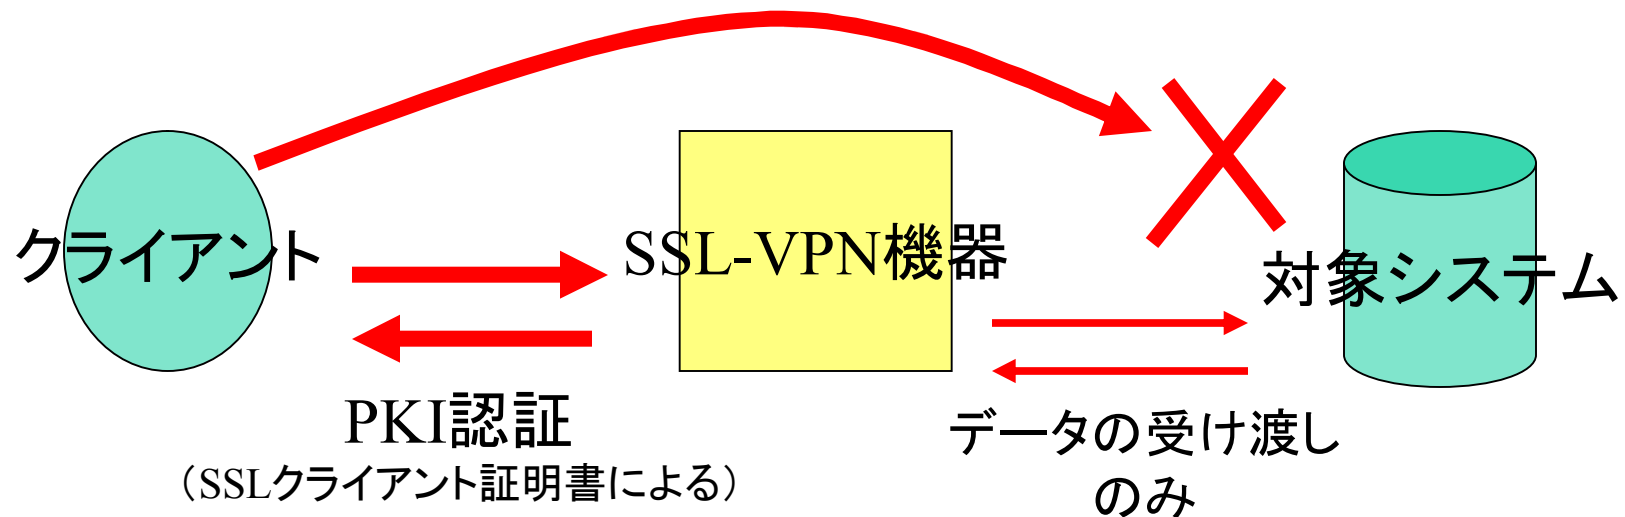 クライアント
SSL-VPN機器
対象システム
PKI認証
（SSLクライアント証明書による）
データの受け渡し
のみ